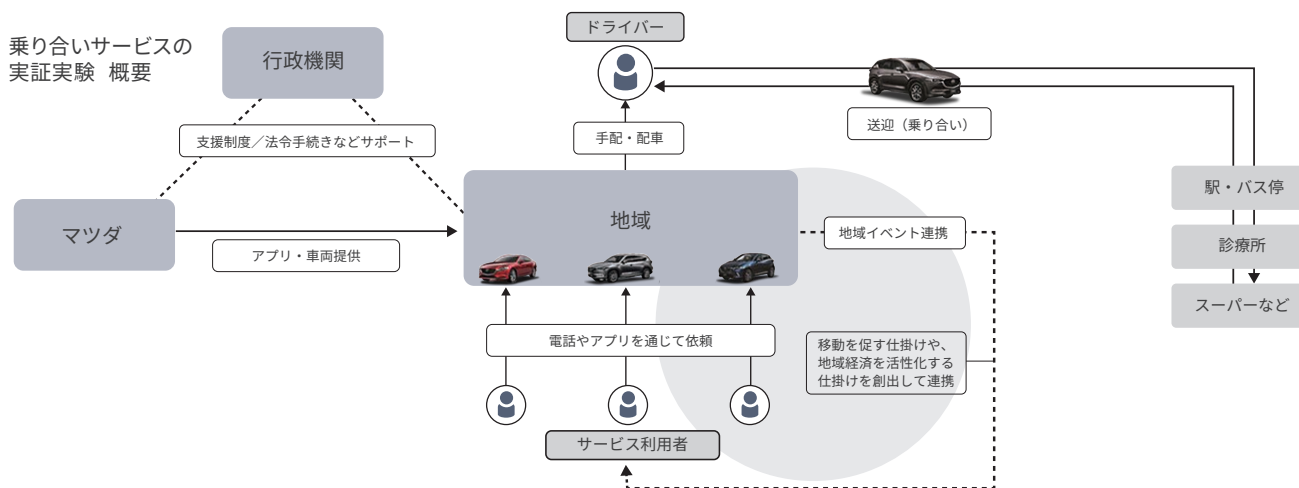 乗り合いサービスの
実証実験 概要
行政機関
ドライバー
支援制度／法令手続きなどサポート
手配・配車
送迎（乗り合い）
マツダ
アプリ・車両提供
地域
地域イベント連携
駅・バス停
診療所
スーパーなど
電話やアプリを通じて依頼
移動を促す仕掛けや、
地域経済を活性化する
仕掛けを創出して連携
サービス利用者